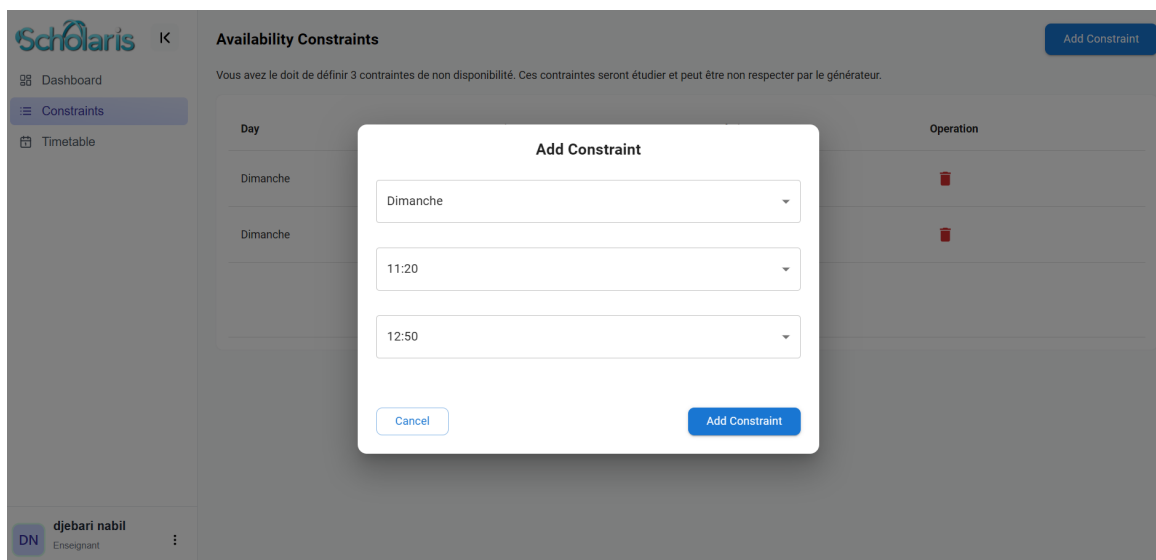 Scholaris
Availability Constraints
Add Constraint
Dashboard
Vous avez le doit de définir 3 contraintes de non disponibilité. Ces contraintes seront étudier et peut être non respecter par le générateur.
Constraints
Timetable
Day
Operation
Add Constraint
Dimanche
Dimanche
Dimanche
11:20
12:50
Cancel
Add Constraint
DN
djebari nabil
Enseignant